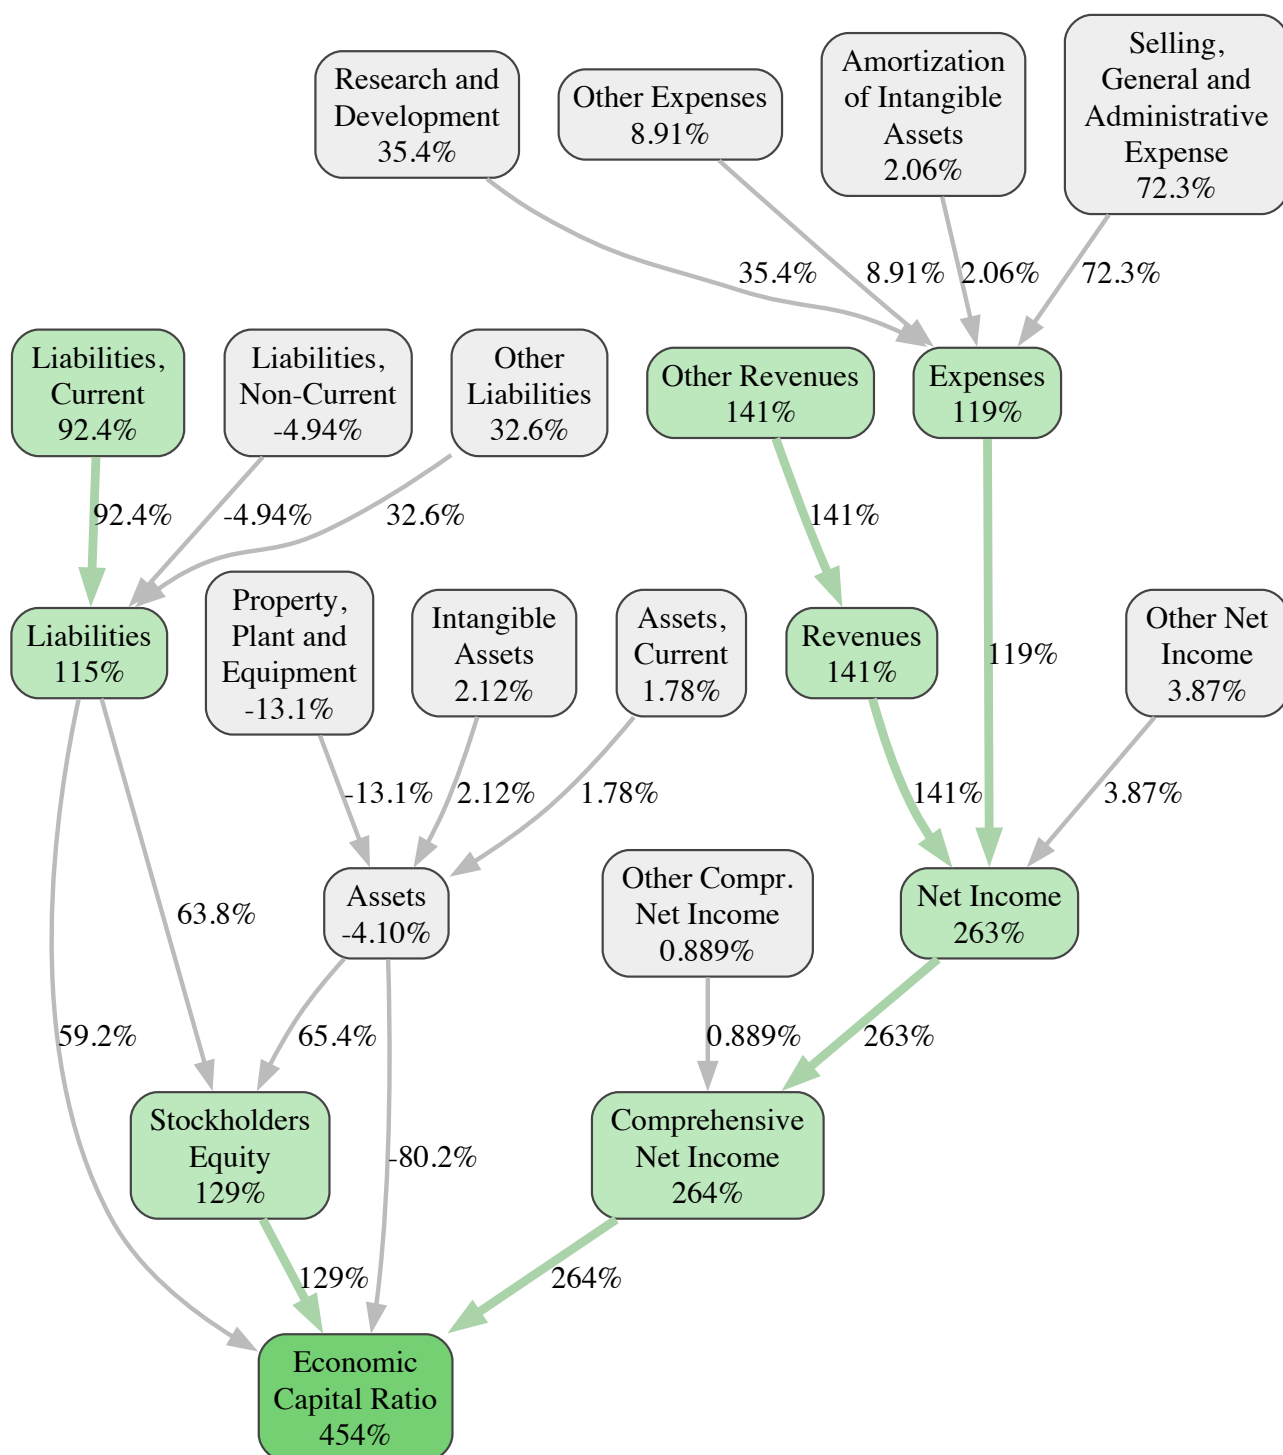 Research and
Development
35.4%
Other Expenses
8.91%
Amortization
of Intangible
Assets
2.06%
Selling,
General and
Administrative
Expense
72.3%
35.4%
8.91%
2.06%
72.3%
Liabilities,
Current
92.4%
Liabilities,
Non-Current
-4.94%
Other
Liabilities
32.6%
Other Revenues
141%
Expenses
119%
92.4%
-4.94%
32.6%
141%
119%
Liabilities
115%
Property,
Plant and
Equipment
-13.1%
Intangible
Assets
2.12%
Assets,
Current
1.78%
Revenues
141%
Other Net
Income
3.87%
-13.1%
2.12%
1.78%
141%
3.87%
63.8%
Assets
-4.10%
Other Compr.
Net Income
0.889%
Net Income
263%
59.2%
65.4%
0.889%
263%
Stockholders
Equity
129%
-80.2%
Comprehensive
Net Income
264%
129%
264%
Economic
Capital Ratio
454%